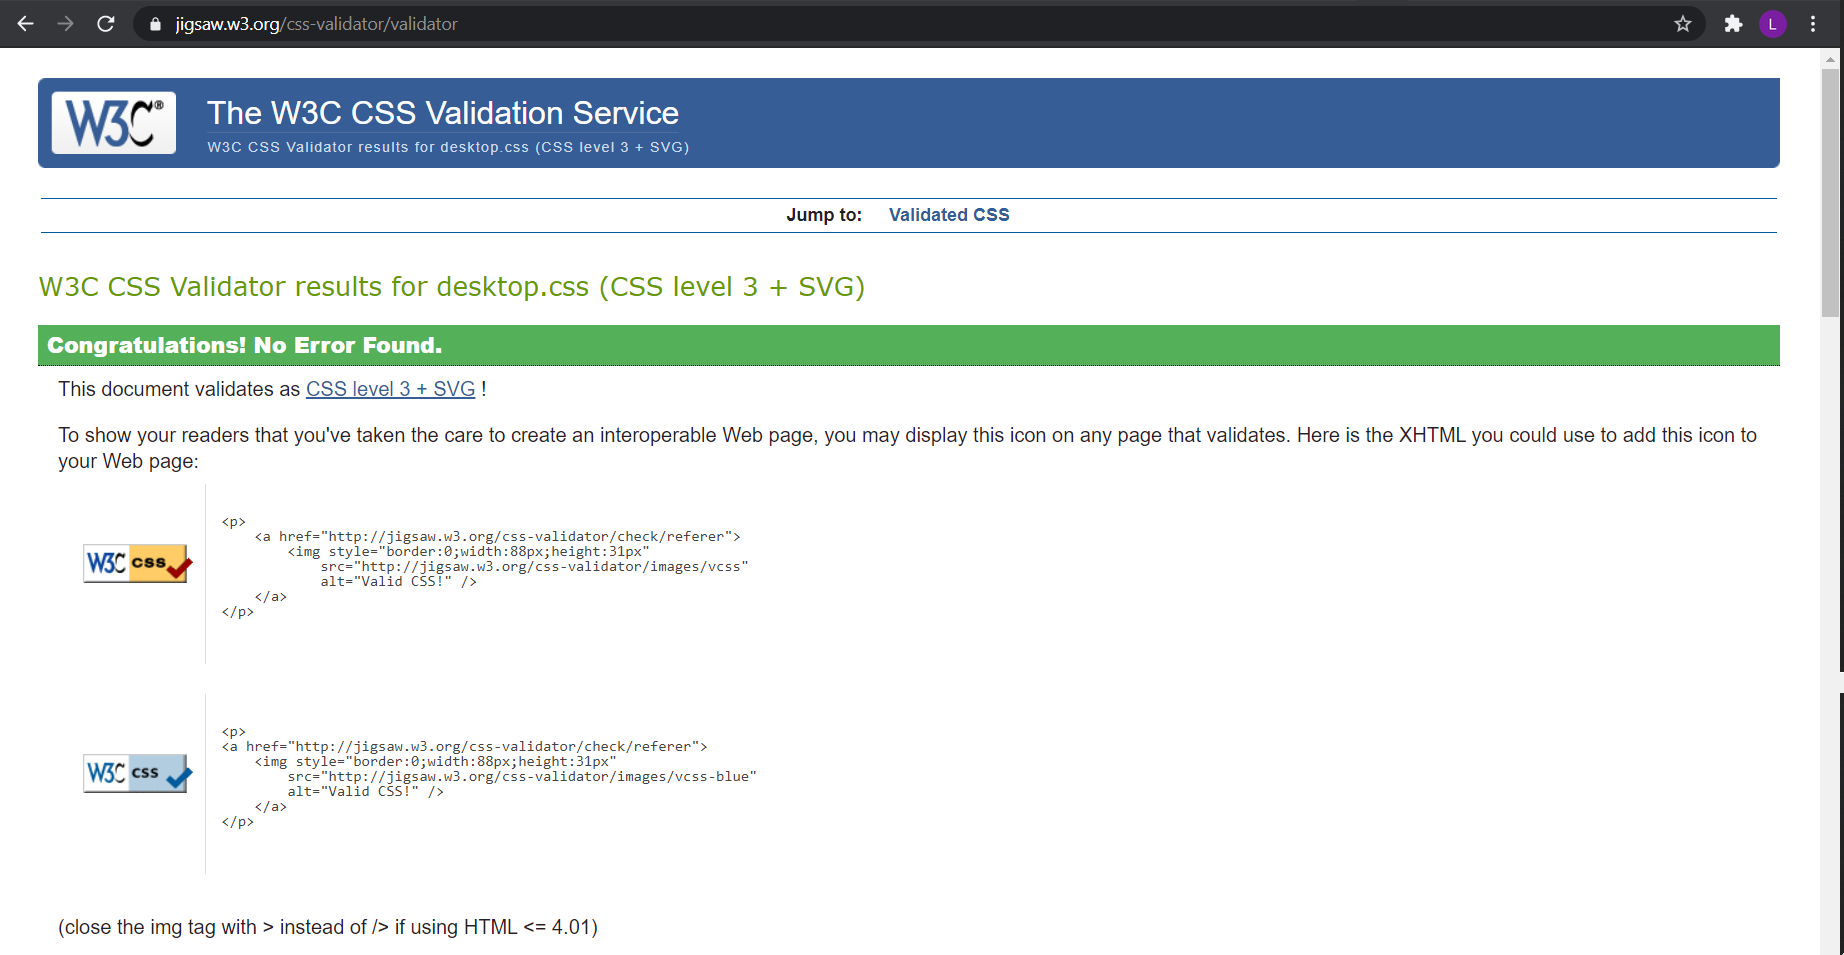 jigsaw.w3.org/css-validator/validator
L
W3C®
The W3C CSS Validation Service
W3C CSS Validator results for desktop.css (CSS level 3 + SVG)
Jump to: Validated CSS
W3C CSS Validator results for desktop.css (CSS level 3 + SVG)
Congratulations! No Error Found.
This document validates as CSS level 3 + SVG !
To show your readers that you've taken the care to create an interoperable Web page, you may display this icon on any page that validates. Here is the XHTML you could use to add this icon to
your Web page:
W3C css
<p>
    <a href="http://jigsaw.w3.org/css-validator/check/referer">
        <img style="border:0;width:88px;height:31px"
            src="http://jigsaw.w3.org/css-validator/images/vcss"
            alt="Valid CSS!" />
    </a>
</p>
W3C css
<p>
<a href="http://jigsaw.w3.org/css-validator/check/referer">
    <img style="border:0;width:88px;height:31px"
        src="http://jigsaw.w3.org/css-validator/images/vcss-blue"
        alt="Valid CSS!" />
    </a>
</p>
(close the img tag with > instead of /> if using HTML <= 4.01)